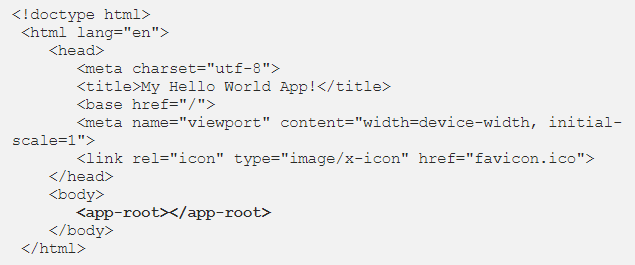 <!doctype html>
<html lang="en">
<head>
<meta charset="utf-8">
<title>My Hello World App!</title>
<base href="/">
<meta name="viewport" content="width=device-width, initial-
scale=1">
<link rel="icon" type="image/x-icon" href="favicon.ico">
</head>
<body>
<app-root></app-root>
</body>
</html>